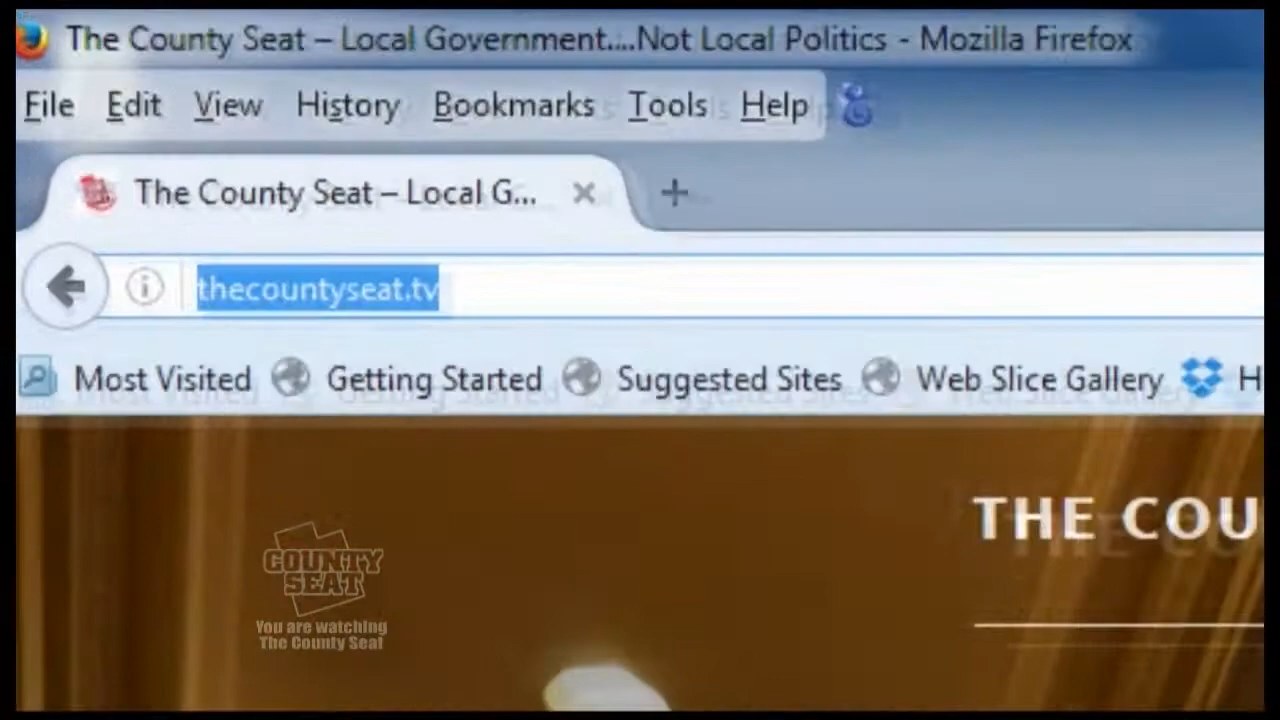 The County Seat – Local Government....Not Local Politics - Mozilla Firefox
File Edit View History Bookmarks Tools Help
The County Seat – Local G...
thecountyseat.tv
Most Visited Getting Started Suggested Sites Web Slice Gallery H
THE COU
COUNTY
SEAT
You are watching
The County Seat